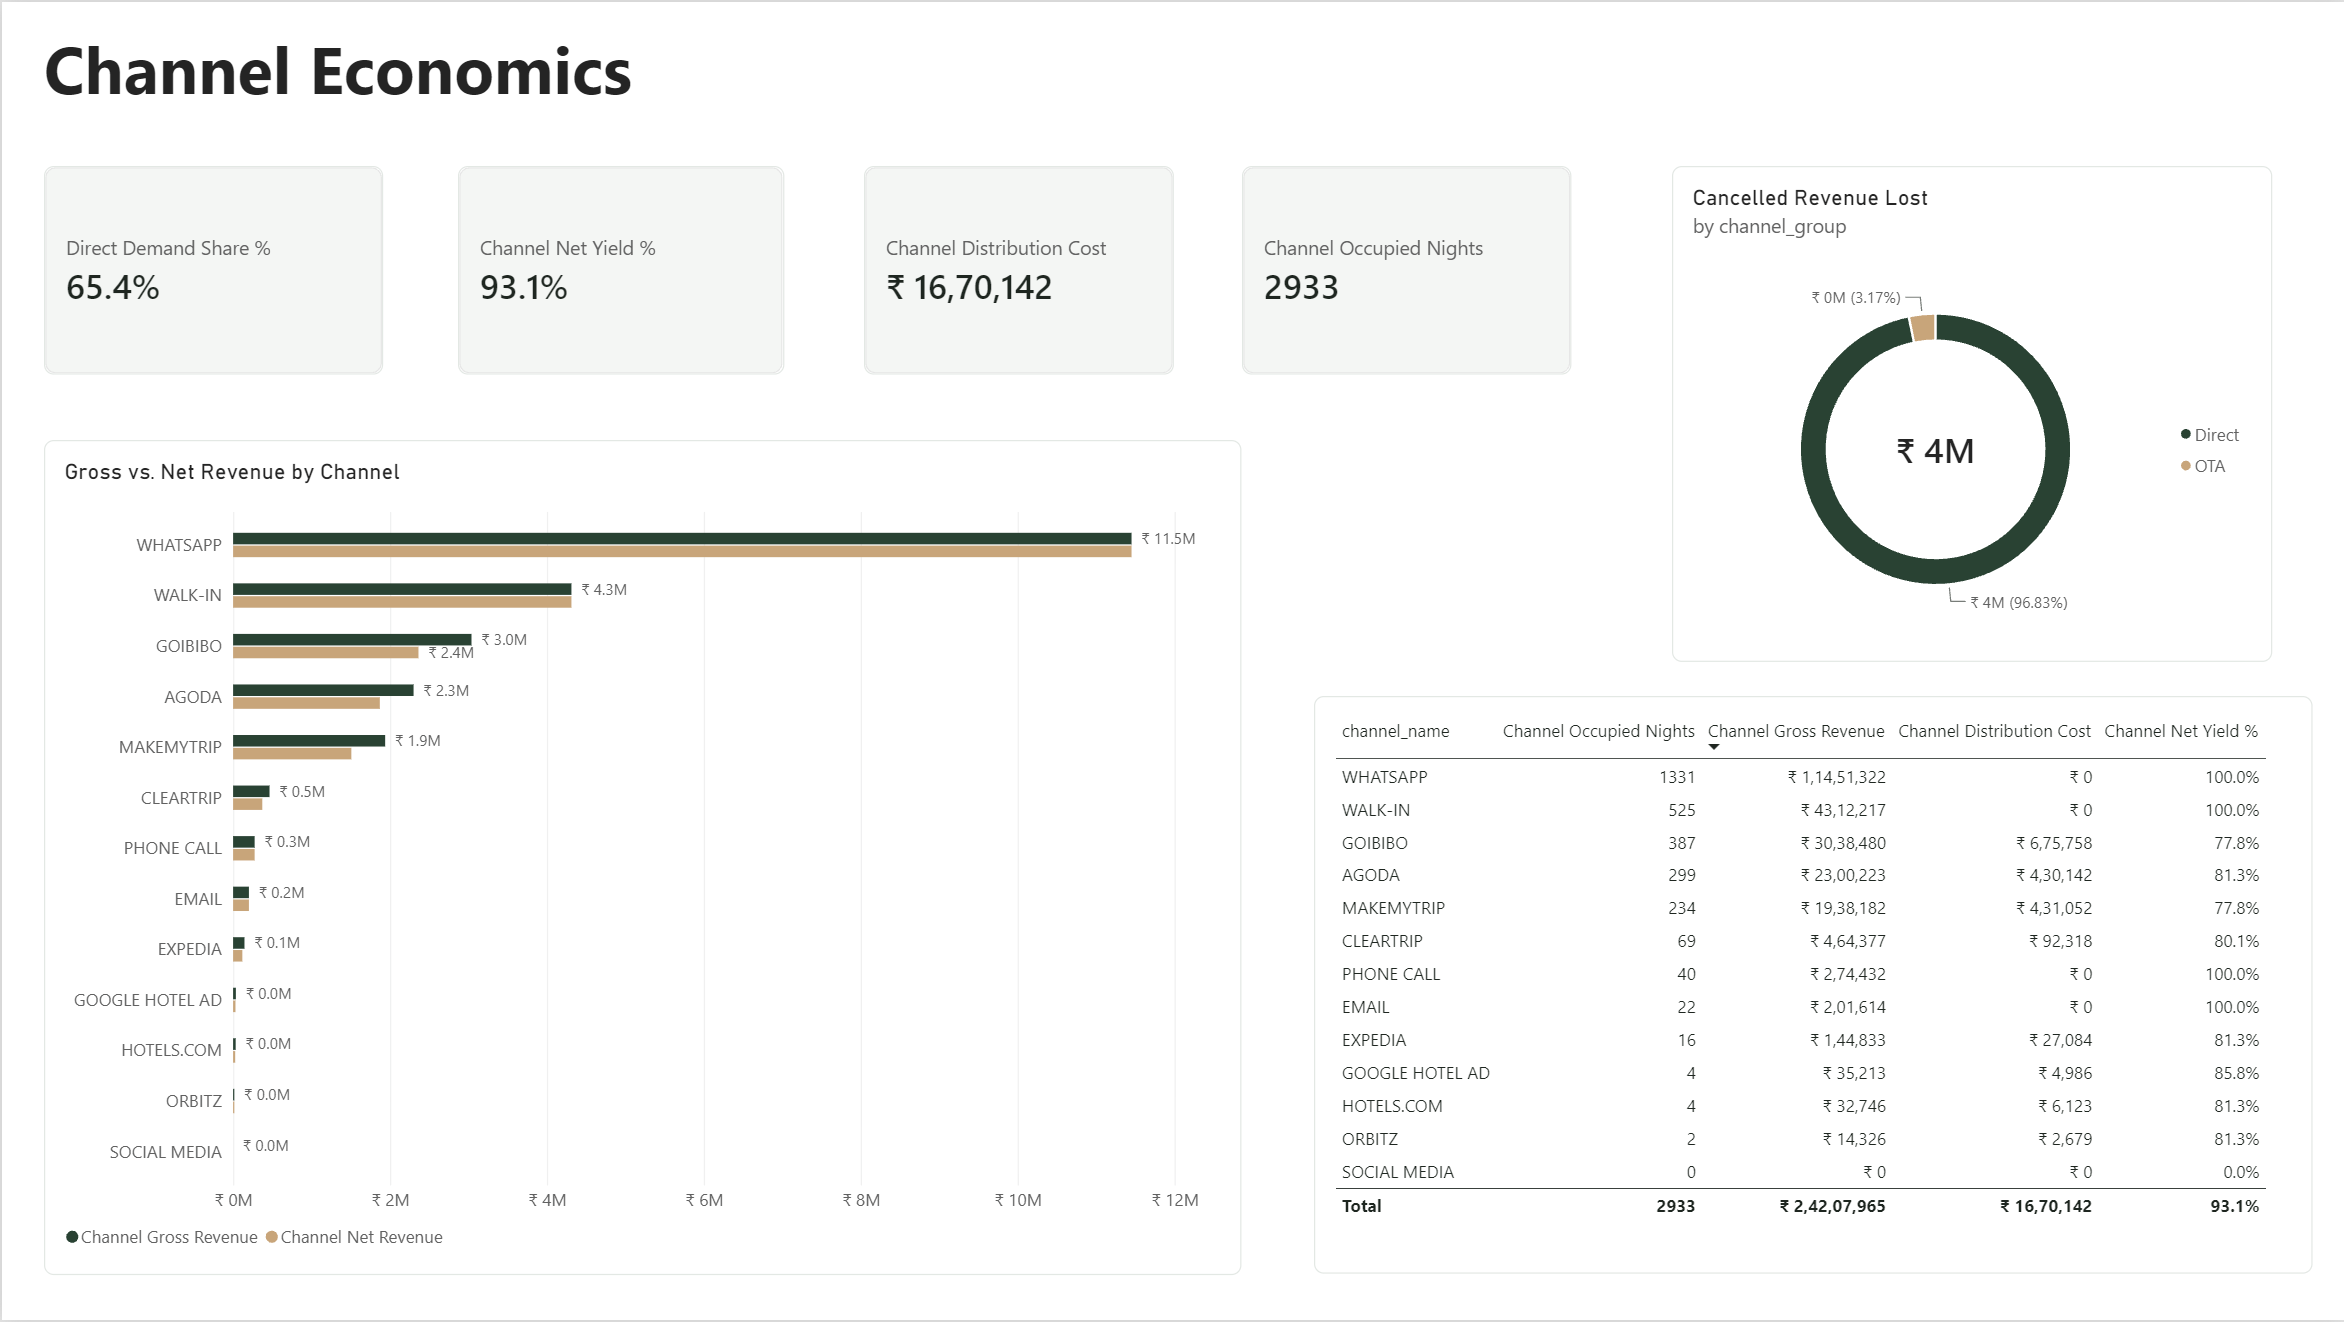 Channel Economics
Direct Demand Share %
65.4%
Channel Net Yield %
93.1%
Channel Distribution Cost
₹ 16,70,142
Channel Occupied Nights
2933
Cancelled Revenue Lost
by channel_group
₹ 0M (3.17%)
₹ 4M
₹ 4M (96.83%)
Direct
OTA
Gross vs. Net Revenue by Channel
WHATSAPP ₹ 11.5M
WALK-IN ₹ 4.3M
GOIBIBO ₹ 3.0M
₹ 2.4M
AGODA ₹ 2.3M
MAKEMYTRIP ₹ 1.9M
CLEARTRIP ₹ 0.5M
PHONE CALL ₹ 0.3M
EMAIL ₹ 0.2M
EXPEDIA ₹ 0.1M
GOOGLE HOTEL AD ₹ 0.0M
HOTELS.COM ₹ 0.0M
ORBITZ ₹ 0.0M
SOCIAL MEDIA ₹ 0.0M
₹ 0M ₹ 2M ₹ 4M ₹ 6M ₹ 8M ₹ 10M ₹ 12M
Channel Gross Revenue Channel Net Revenue
channel_name Channel Occupied Nights Channel Gross Revenue Channel Distribution Cost Channel Net Yield %
WHATSAPP 1331 ₹ 1,14,51,322 ₹ 0 100.0%
WALK-IN 525 ₹ 43,12,217 ₹ 0 100.0%
GOIBIBO 387 ₹ 30,38,480 ₹ 6,75,758 77.8%
AGODA 299 ₹ 23,00,223 ₹ 4,30,142 81.3%
MAKEMYTRIP 234 ₹ 19,38,182 ₹ 4,31,052 77.8%
CLEARTRIP 69 ₹ 4,64,377 ₹ 92,318 80.1%
PHONE CALL 40 ₹ 2,74,432 ₹ 0 100.0%
EMAIL 22 ₹ 2,01,614 ₹ 0 100.0%
EXPEDIA 16 ₹ 1,44,833 ₹ 27,084 81.3%
GOOGLE HOTEL AD 4 ₹ 35,213 ₹ 4,986 85.8%
HOTELS.COM 4 ₹ 32,746 ₹ 6,123 81.3%
ORBITZ 2 ₹ 14,326 ₹ 2,679 81.3%
SOCIAL MEDIA 0 ₹ 0 ₹ 0 0.0%
Total 2933 ₹ 2,42,07,965 ₹ 16,70,142 93.1%